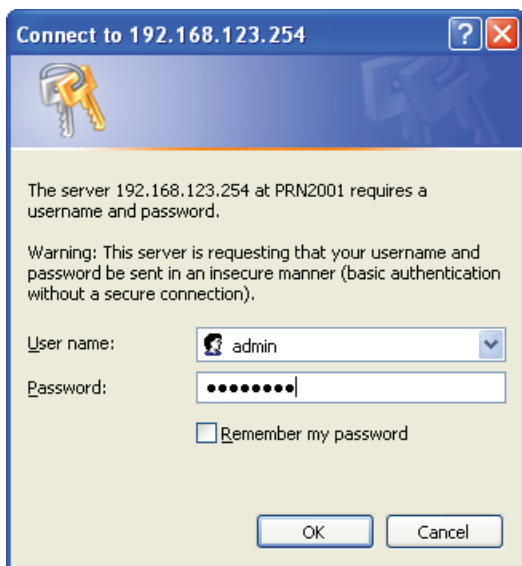 Connect to 192.168.123.254
The server 192.168.123.254 at PRN2001 requires a
username and password.
Warning: This server is requesting that your username and
password be sent in an insecure manner (basic authentication
without a secure connection).
User name:
admin
Password:
••••••••
Remember my password
OK
Cancel